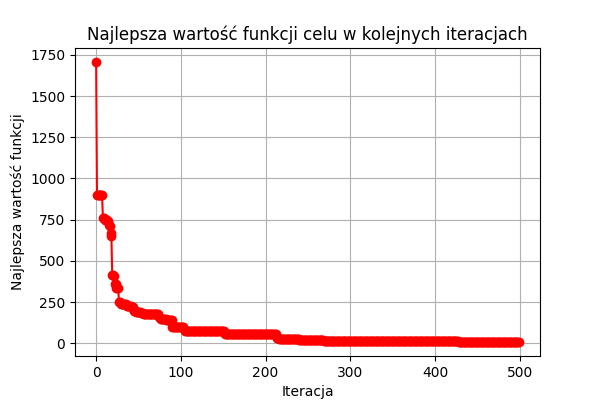 Najlepsza wartość funkcji celu w kolejnych iteracjach
1750
1500
1250
1000
750
500
250
0
Najlepsza wartość funkcji
0 100 200 300 400 500
Iteracja